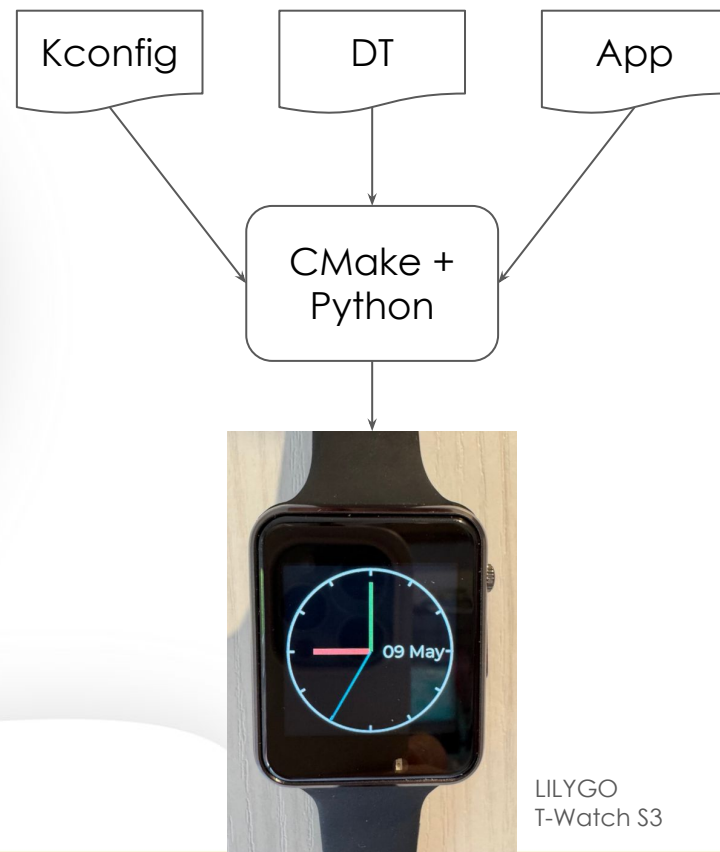 Kconfig
DT
App
CMake +
Python
09 May
LILYGO
T-Watch S3